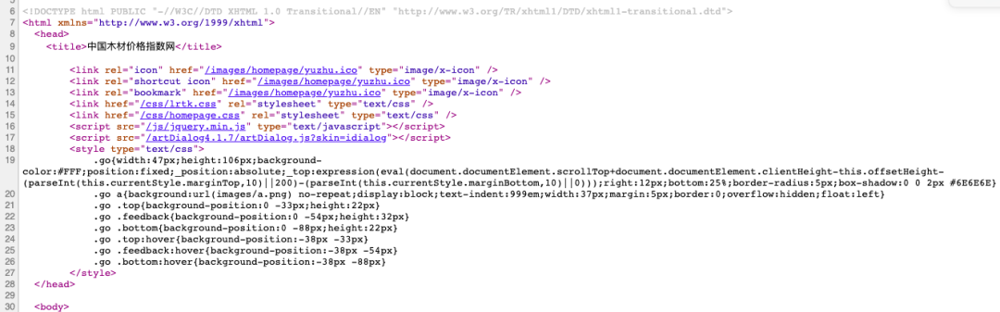 5
6 <!DOCTYPE html PUBLIC "-//W3C//DTD XHTML 1.0 Transitional//EN" "http://www.w3.org/TR/xhtml1/DTD/xhtml1-transitional.dtd">
7 <html xmlns="http://www.w3.org/1999/xhtml">
8 <head>
9 <title>中国木材价格指数网</title>
10
11 <link rel="icon" href="/images/homepage/yuzhu.ico" type="image/x-icon" />
12 <link rel="shortcut icon" href="/images/homepage/yuzhu.ico" type="image/x-icon" />
13 <link rel="bookmark" href="/images/homepage/yuzhu.ico" type="image/x-icon" />
14 <link href="/css/lrtk.css" rel="stylesheet" type="text/css" />
15 <link href="/css/homepage.css" rel="stylesheet" type="text/css" />
16 <script src="/js/jquery.min.js" type="text/javascript"></script>
17 <script src="/artDialog4.1.7/artDialog.js?skin=idialog"></script>
18 <style type="text/css">
19 .go{width:47px;height:106px;background-
color:#FFF;position:fixed;_position:absolute;_top:expression(eval(document.documentElement.scrollTop+document.documentElement.clientHeight-this.offsetHeight-
(parseInt(this.currentStyle.marginTop,10)||200)-(parseInt(this.currentStyle.marginBottom,10)||0)));right:12px;bottom:25%;border-radius:5px;box-shadow:0 0 2px #6E6E6E}
20 .go a{background:url(images/a.png) no-repeat;display:block;text-indent:999em;width:37px;margin:5px;border:0;overflow:hidden;float:left}
21 .go .top{background-position:0 -33px;height:22px}
22 .go .feedback{background-position:0 -54px;height:32px}
23 .go .bottom{background-position:0 -88px;height:22px}
24 .go .top:hover{background-position:-38px -33px}
25 .go .feedback:hover{background-position:-38px -54px}
26 .go .bottom:hover{background-position:-38px -88px}
27 </style>
28 </head>
29
30 <body>